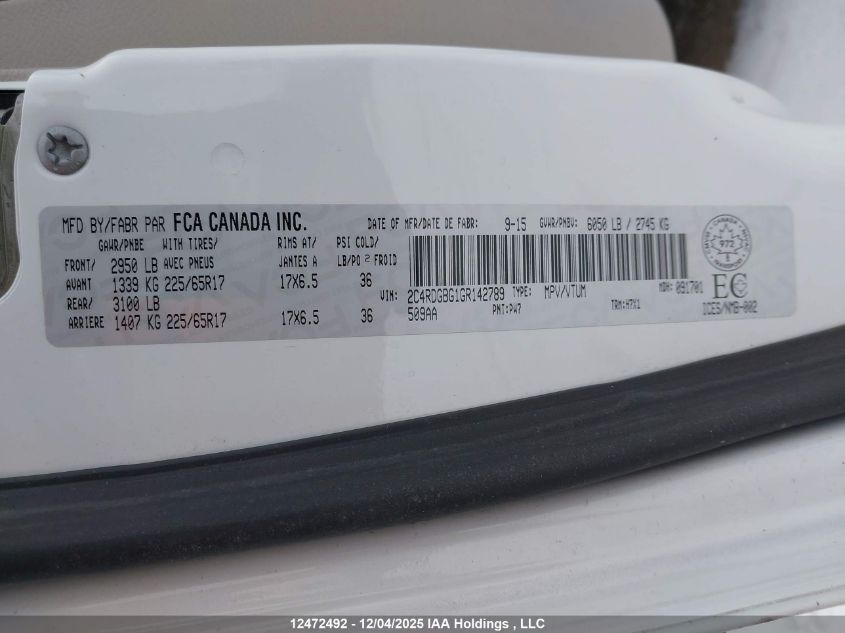 MFD BY/FABR PAR FCA CANADA INC. DATE OF MFR/DATE DE FABR: 9-15 GVWR/PNBV: 6050 LB / 2745 KG
GAWR/PNBE WITH TIRES/ RIMS AT/ PSI COLD/
FRONT/ 2950 LB AVEC PNEUS JANTES A LB/PO 2 FROID
AVANT 1339 KG 225/65R17 17X6.5 36
REAR/ 3100 LB
ARRIERE 1407 KG 225/65R17 17X6.5 36
VIN: 2C4RDGBG1GR142789 TYPE: MPV/VTUM MDH: 091701
509AA PNT:PW7 TRM:H7X1
CANADA
972
EC
ICES/NMB-002
12472492 - 12/04/2025 IAA Holdings , LLC